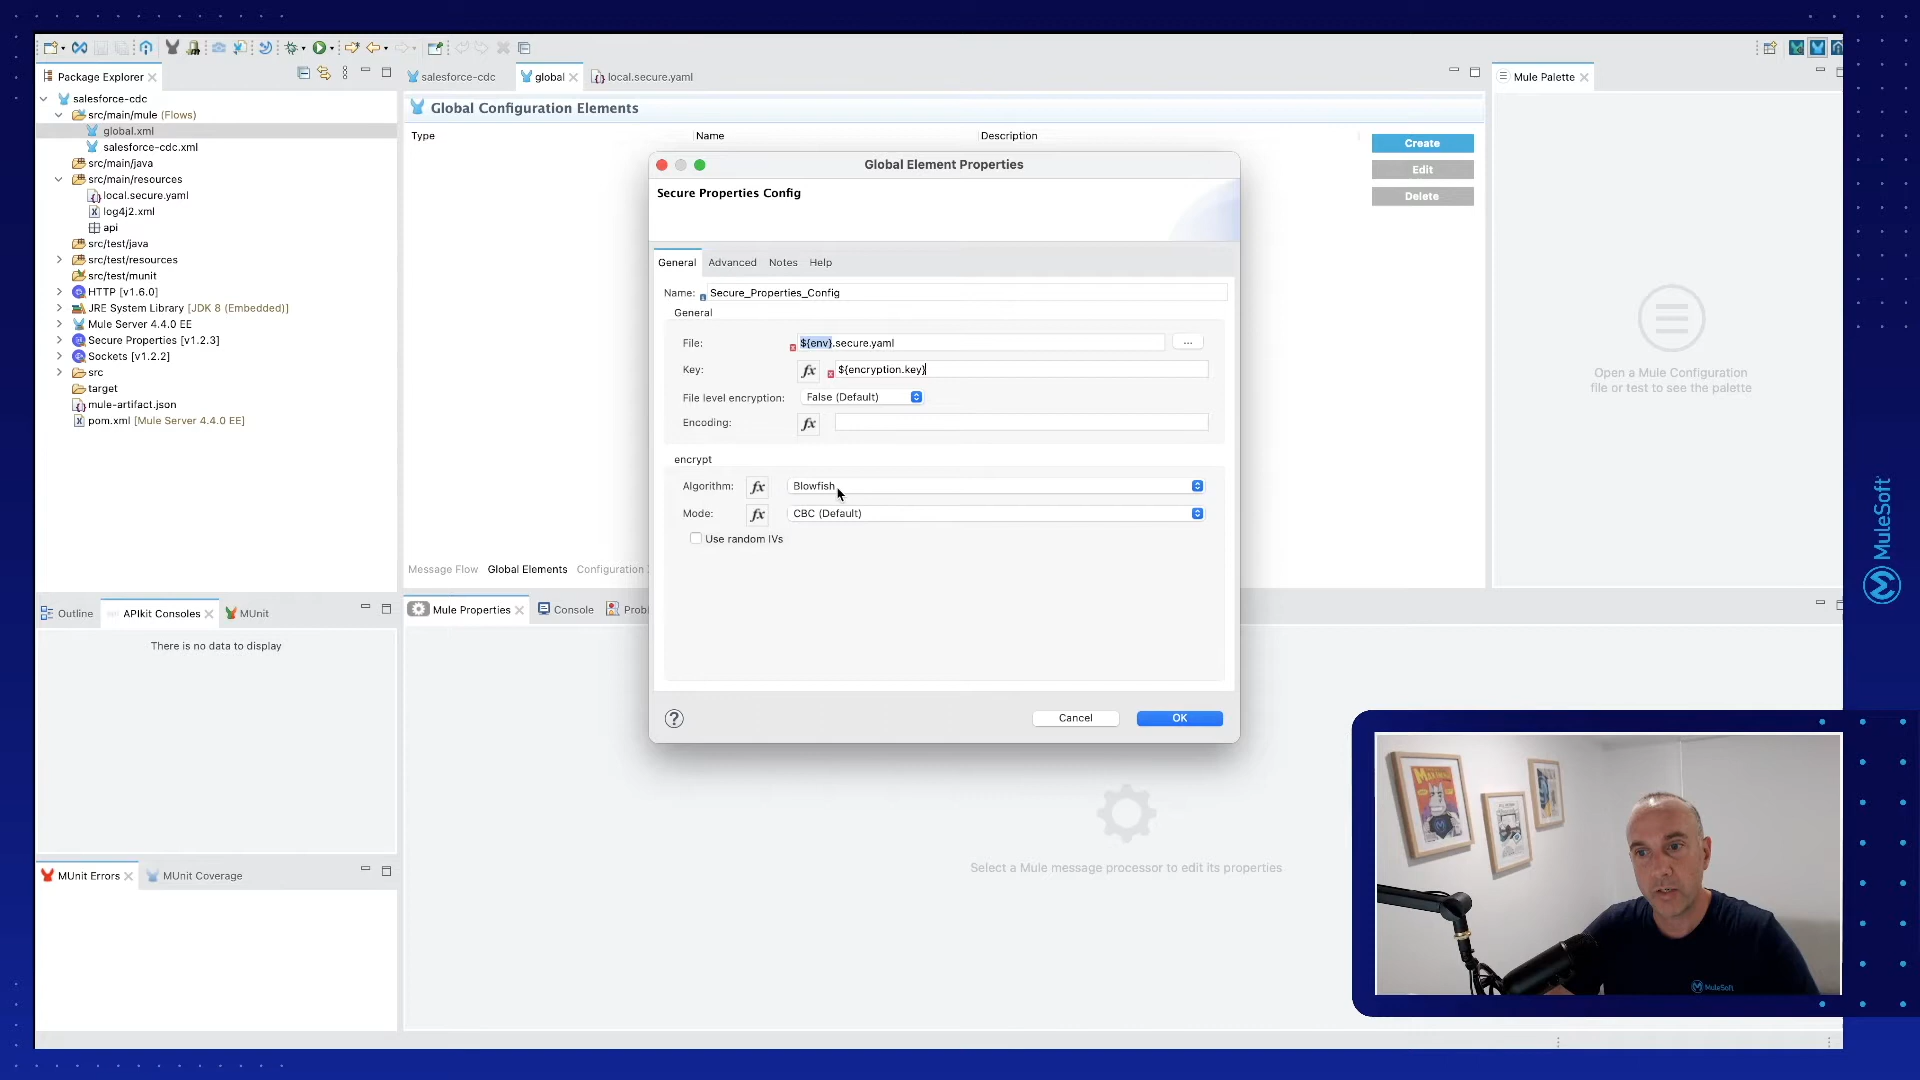 Package Explorer
salesforce-cdc
global
local.secure.yaml
Mule Palette
salesforce-cdc
src/main/mule (Flows)
global.xml
salesforce-cdc.xml
src/main/java
src/main/resources
local.secure.yaml
log4j2.xml
api
src/test/java
src/test/resources
src/test/munit
HTTP [v1.6.0]
JRE System Library [JDK 8 (Embedded)]
Mule Server 4.4.0 EE
Secure Properties [v1.2.3]
Sockets [v1.2.2]
src
target
mule-artifact.json
pom.xml [Mule Server 4.4.0 EE]
Global Configuration Elements
Type Name Description
Create
Edit
Delete
Global Element Properties
Secure Properties Config
General Advanced Notes Help
Name: Secure_Properties_Config
General
File: ${env}.secure.yaml ...
Key: fx ${encryption.key}
File level encryption: False (Default)
Encoding: fx
encrypt
Algorithm: fx Blowfish
Mode: fx CBC (Default)
Use random IVs
? Cancel OK
Open a Mule Configuration
file or test to see the palette
Message Flow Global Elements Configuration
Outline APIkit Consoles MUnit
There is no data to display
Mule Properties Console Probl
Select a Mule message processor to edit its properties
MUnit Errors MUnit Coverage
MuleSoft
MuleSoft